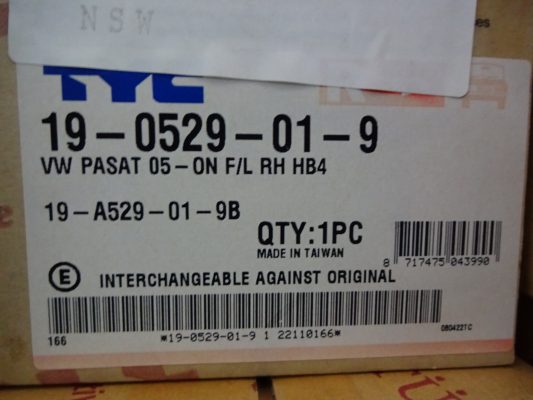 NSW
TYC
19-0529-01-9
VW PASAT 05-ON F/L RH HB4
19-A529-01-9B
QTY:1PC
MADE IN TAIWAN
8 717475 043990
E INTERCHANGEABLE AGAINST ORIGINAL
166 *19-0529-01-9 1 22110166* 080422TC